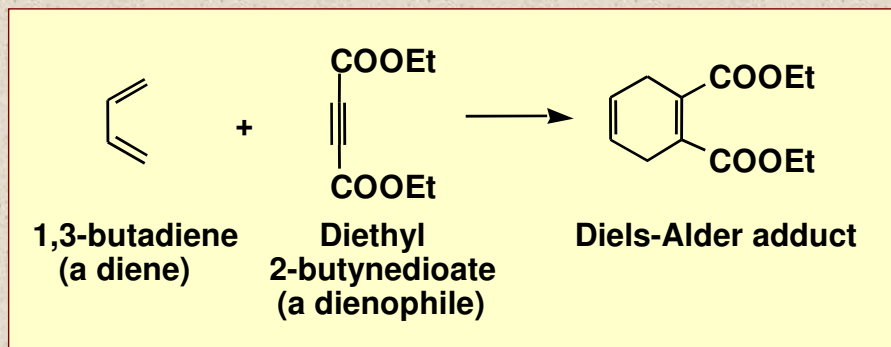 COOEt
COOEt
+
COOEt
COOEt
1,3-butadiene
(a diene)
Diethyl
2-butynedioate
(a dienophile)
Diels-Alder adduct